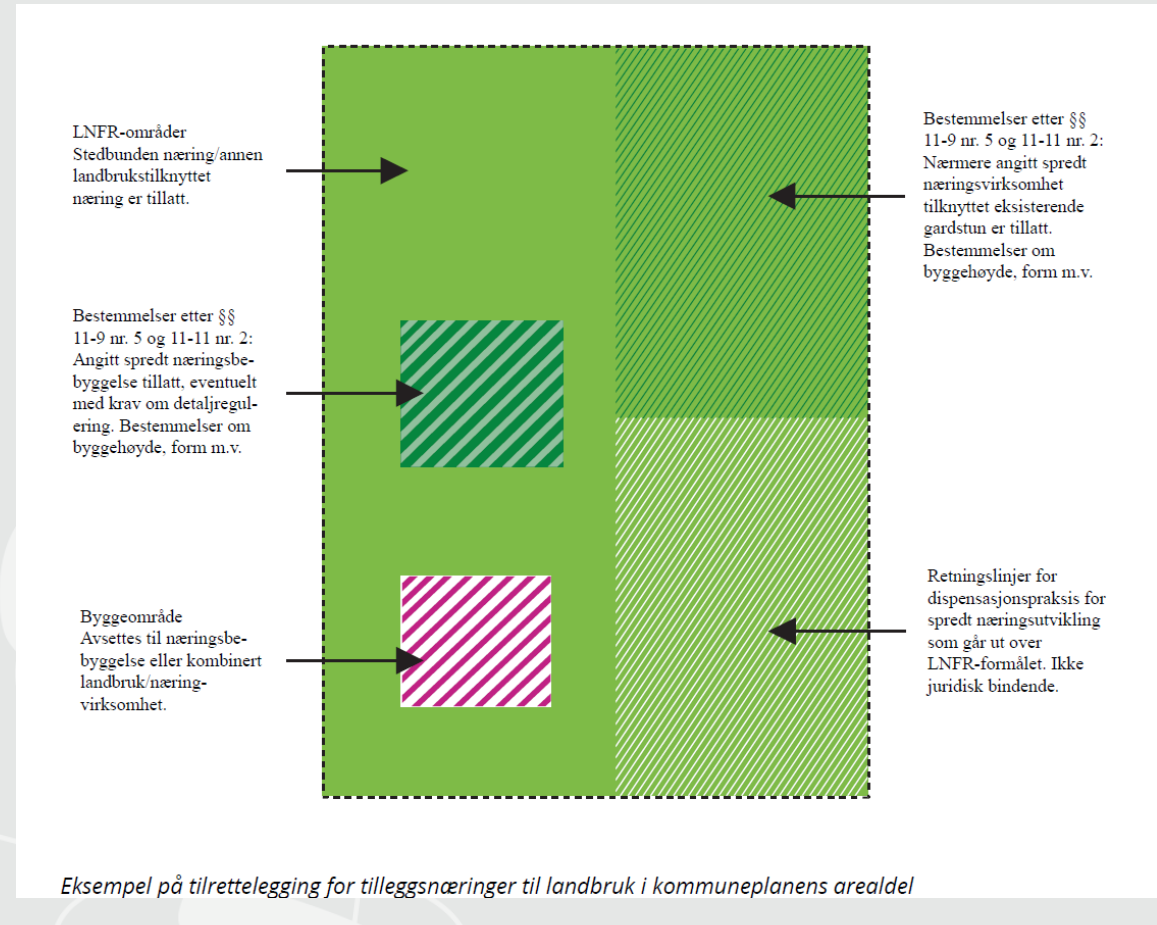 LNFR-områder
Stedbunden næring/annen
landbrukstilknyttet
næring er tillatt.
Bestemmelser etter §§
11-9 nr. 5 og 11-11 nr. 2:
Angitt spredt næringsbe-
byggelse tillatt, eventuelt
med krav om detaljregul-
ering. Bestemmelser om
byggehøyde, form m.v.
Byggeområde
Avsettes til næringsbe-
byggelse eller kombinert
landbruk/næring-
virksomhet.
Bestemmelser etter §§
11-9 nr. 5 og 11-11 nr. 2:
Nærmere angitt spredt
næringsvirksomhet
tilknyttet eksisterende
gardstun er tillatt.
Bestemmelser om
byggehøyde, form m.v.
Retningslinjer for
dispensasjonspraksis for
spredt næringsutvikling
som går ut over
LNFR-formålet. Ikke
juridisk bindende.
Eksempel på tilrettelegging for tilleggsnæringer til landbruk i kommuneplanens arealdel